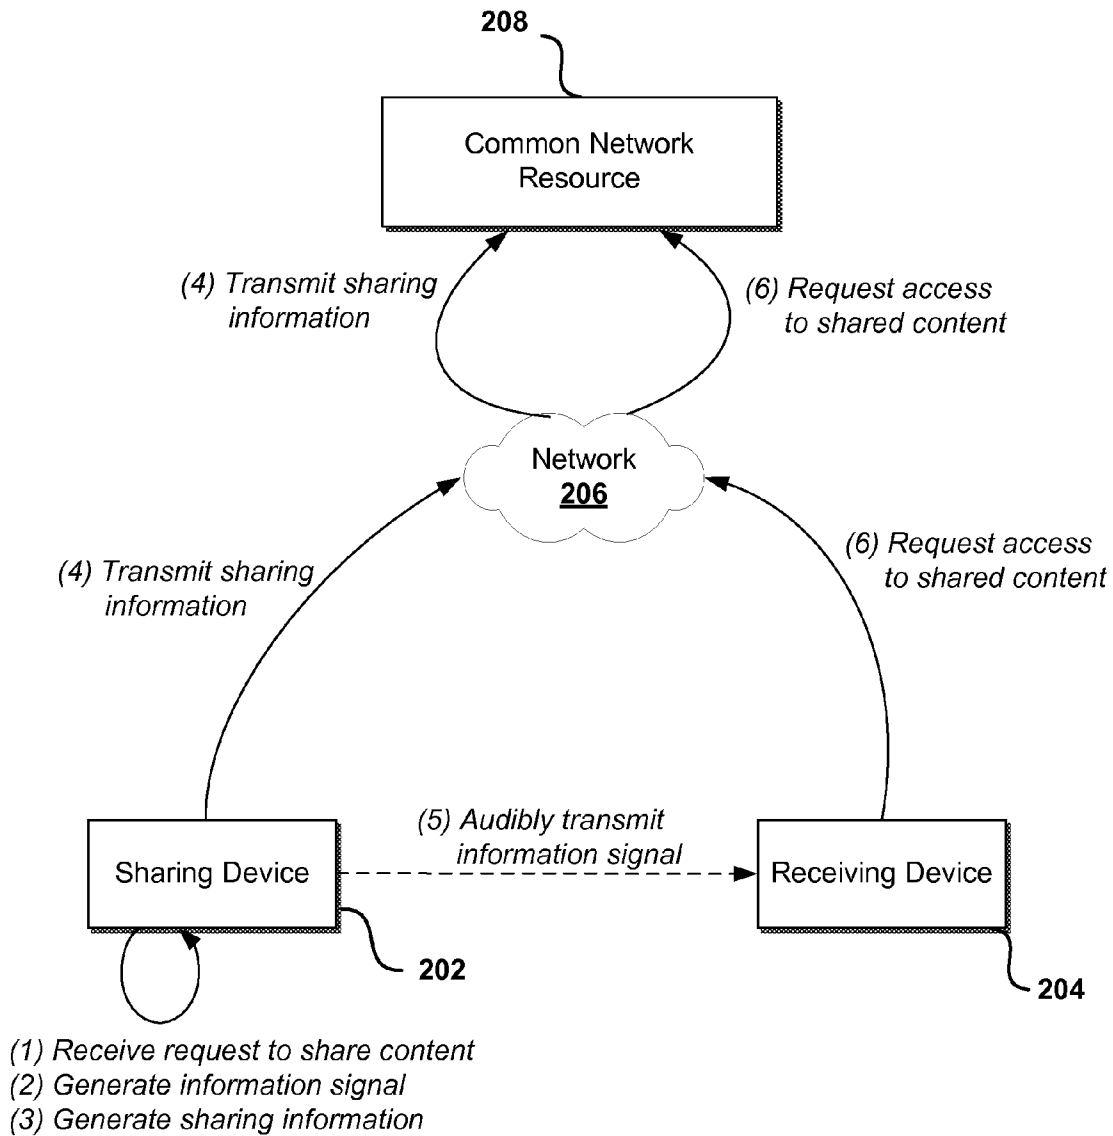 208
Common Network
Resource
(4) Transmit sharing
information
(6) Request access
to shared content
Network
206
(4) Transmit sharing
information
(6) Request access
to shared content
(5) Audibly transmit
information signal
Sharing Device
Receiving Device
202
204
(1) Receive request to share content
(2) Generate information signal
(3) Generate sharing information